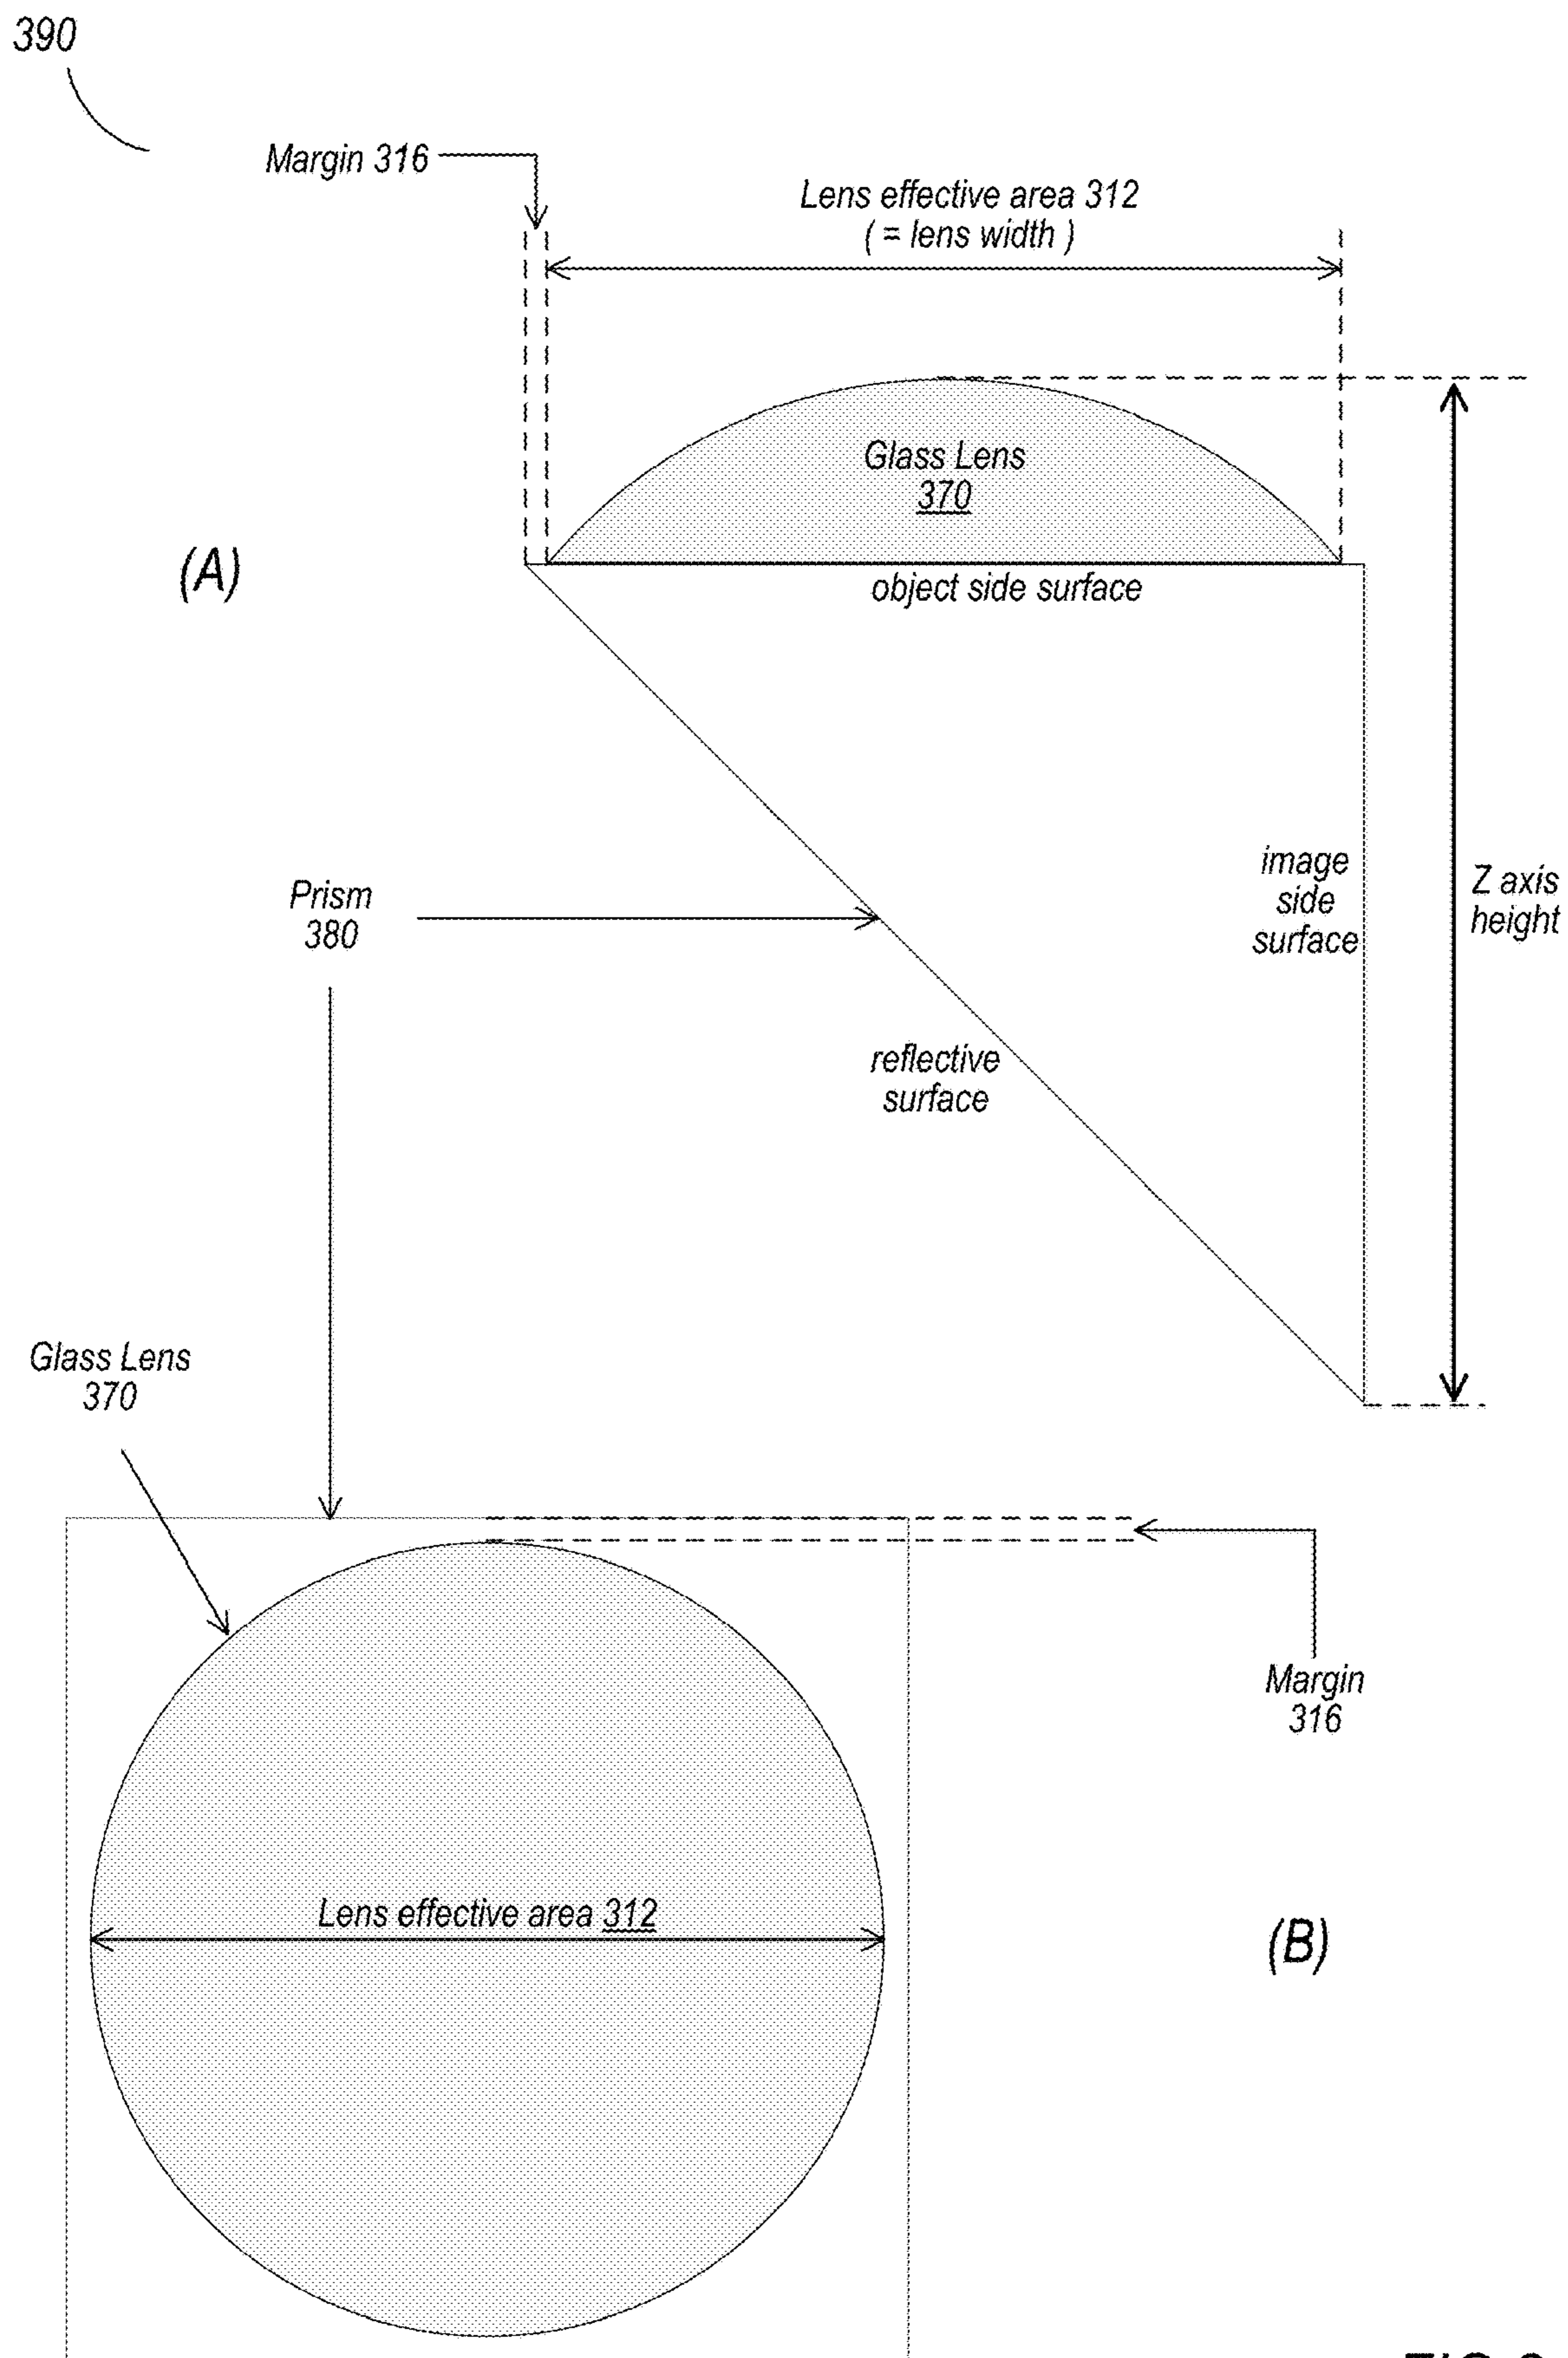 390
Margin 316
Lens effective area 312
( = lens width )
Glass Lens
370
(A)
object side surface
image
side
surface
Z axis
height
Prism
380
reflective
surface
Glass Lens
370
Margin
316
Lens effective area 312
(B)